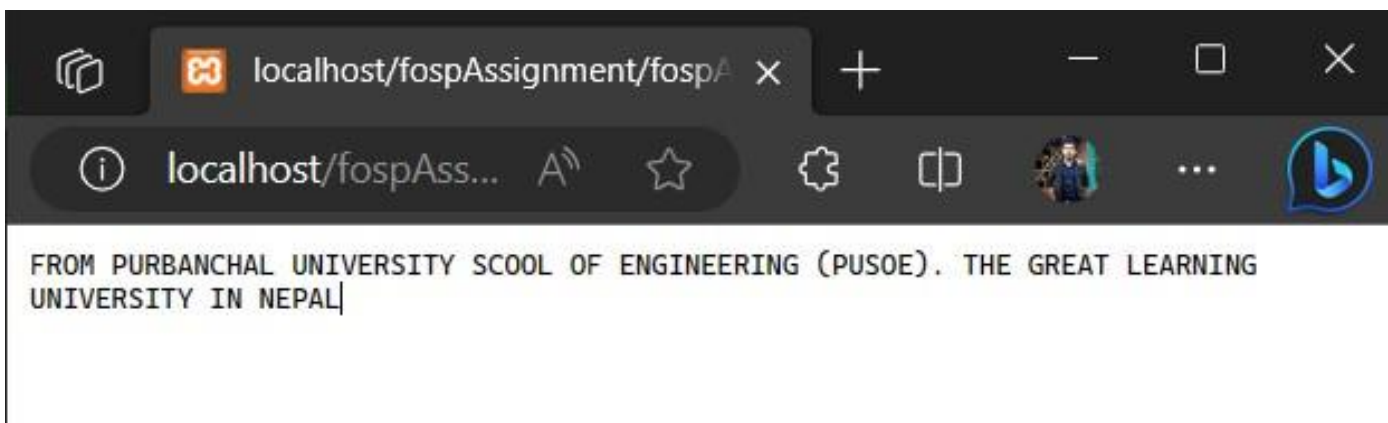 localhost/fospAssignment/fospA
localhost/fospAss...
FROM PURBANCHAL UNIVERSITY SCOOL OF ENGINEERING (PUSOE). THE GREAT LEARNING
UNIVERSITY IN NEPAL